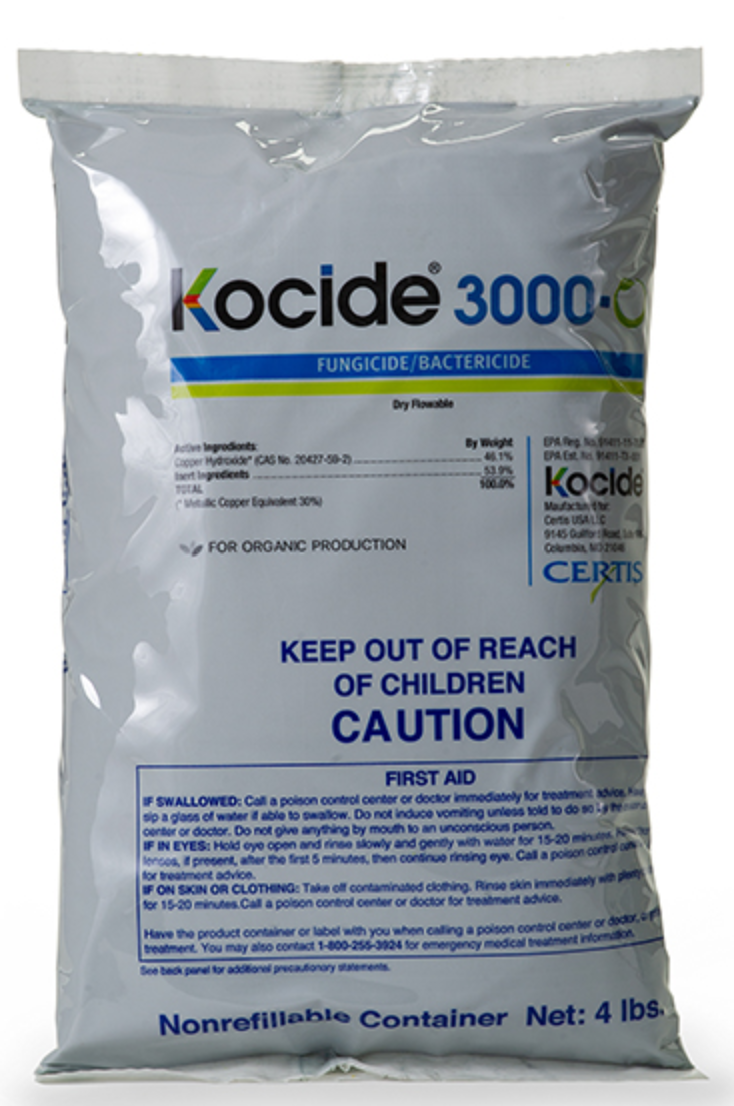 Kocide® 3000-O
FUNGICIDE/BACTERICIDE
Dry Flowable
Active Ingredients: By Weight
Copper Hydroxide* (CAS No. 20427-59-2) 46.1%
Inert Ingredients 53.9%
TOTAL 100.0%
(* Metallic Copper Equivalent 30%)
FOR ORGANIC PRODUCTION
EPA Reg. No.
EPA Est. No.
Kocide
Maufactured for:
Certis USA LLC
9145 Guilford Road,
Columbia, MD 21046
CERTIS
KEEP OUT OF REACH
OF CHILDREN
CAUTION
FIRST AID
IF SWALLOWED: Call a poison control center or doctor immediately for treatment advice.
sip a glass of water if able to swallow. Do not induce vomiting unless told to do so by the
center or doctor. Do not give anything by mouth to an unconscious person.
IF IN EYES: Hold eye open and rinse slowly and gently with water for 15-20 minutes.
lenses, if present, after the first 5 minutes, then continue rinsing eye. Call a poison control
for treatment advice.
IF ON SKIN OR CLOTHING: Take off contaminated clothing. Rinse skin immediately with plenty
for 15-20 minutes.Call a poison control center or doctor for treatment advice.
Have the product container or label with you when calling a poison control center or doctor,
treatment. You may also contact 1-800-255-3924 for emergency medical treatment information.
See back panel for additional precautionary statements.
Nonrefillable Container Net: 4 lbs.